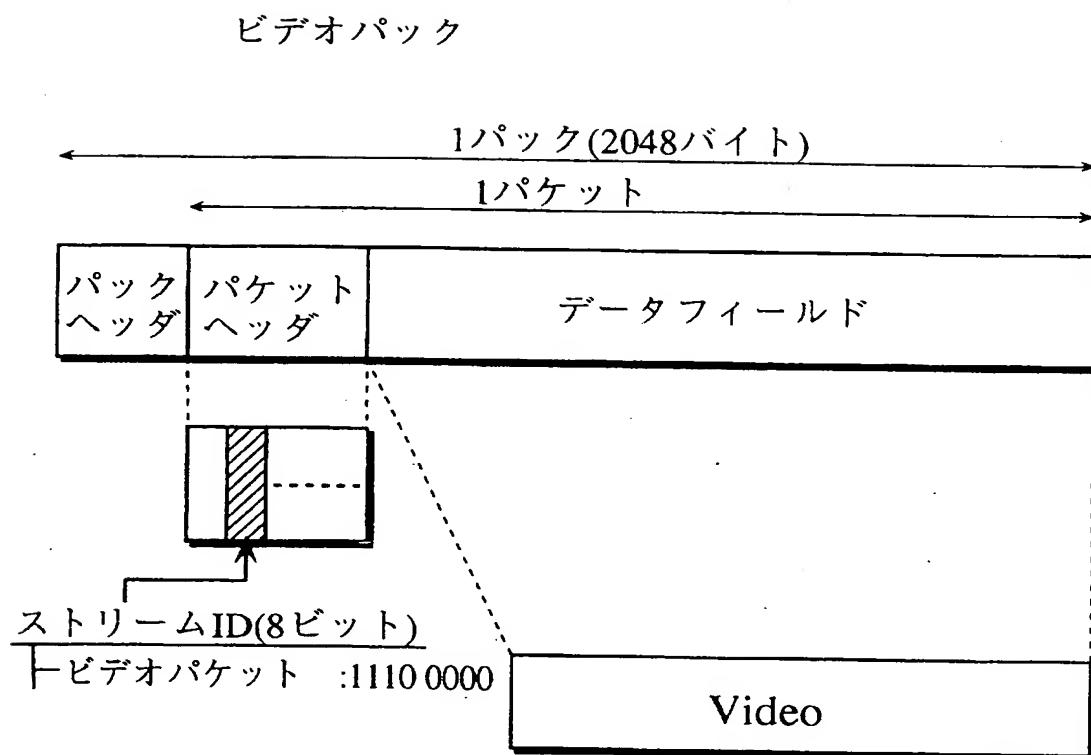 ビデオパック
1パック(2048バイト)
1パケット
パック
ヘッダ
パケット
ヘッダ
データフィールド
ストリームID(8ビット)
ビデオパケット :1110 0000
Video